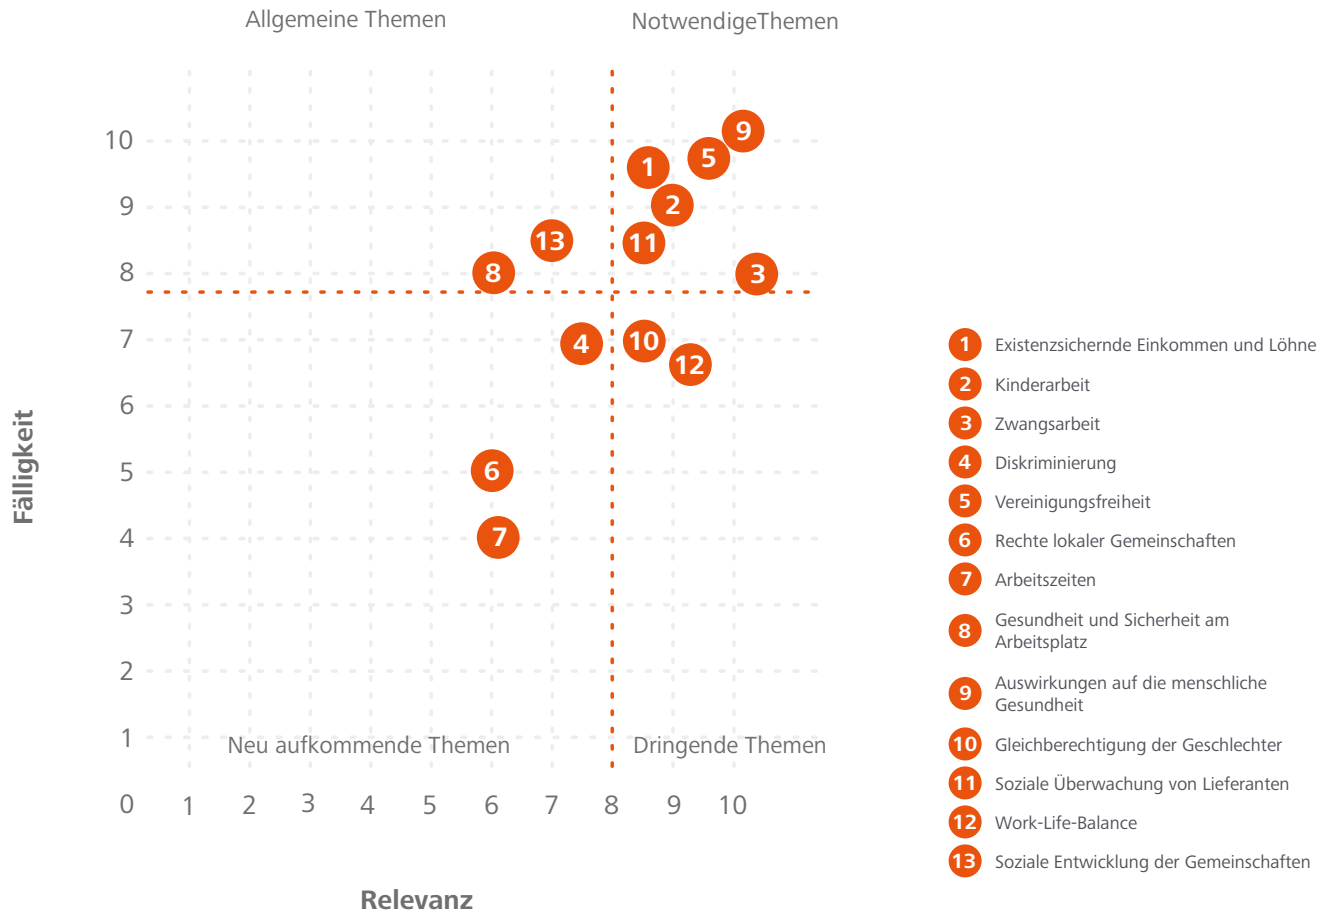 Allgemeine Themen
NotwendigeThemen
10
9
8
7
6
5
4
3
2
1
0
1
2
3
4
5
6
7
8
9
10
Fälligkeit
Relevanz
9
5
1
2
13
11
8
3
4
10
12
6
7
Neu aufkommende Themen
Dringende Themen
1 Existenzsichernde Einkommen und Löhne
2 Kinderarbeit
3 Zwangsarbeit
4 Diskriminierung
5 Vereinigungsfreiheit
6 Rechte lokaler Gemeinschaften
7 Arbeitszeiten
8 Gesundheit und Sicherheit am
Arbeitsplatz
9 Auswirkungen auf die menschliche
Gesundheit
10 Gleichberechtigung der Geschlechter
11 Soziale Überwachung von Lieferanten
12 Work-Life-Balance
13 Soziale Entwicklung der Gemeinschaften